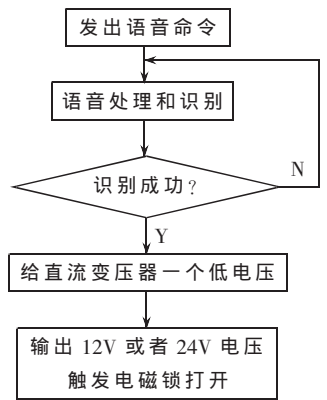 发出语音命令
语音处理和识别
识别成功?
N
Y
给直流变压器一个低电压
输出 12V 或者 24V 电压
触发电磁锁打开